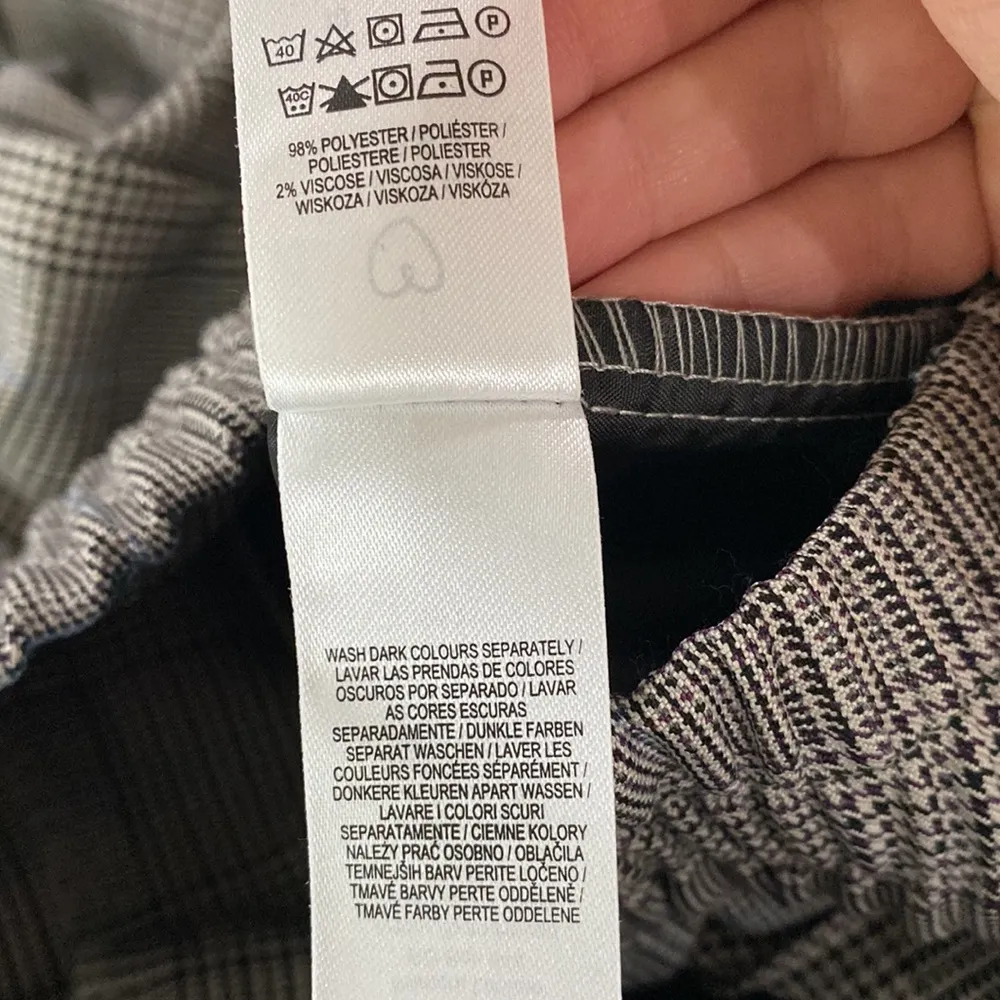 40 P
40C P
98% POLYESTER / POLIÉSTER /
POLIESTERE / POLIESTER
2% VISCOSE / VISCOSA / VISKOSE /
WISKOZA / VISKOZA / VISKÓZA
WASH DARK COLOURS SEPARATELY /
LAVAR LAS PRENDAS DE COLORES
OSCUROS POR SEPARADO / LAVAR
AS CORES ESCURAS
SEPARADAMENTE / DUNKLE FARBEN
SEPARAT WASCHEN / LAVER LES
COULEURS FONCÉES SÉPARÉMENT /
DONKERE KLEUREN APART WASSEN /
LAVARE I COLORI SCURI
SEPARATAMENTE / CIEMNE KOLORY
NALEŻY PRAĆ OSOBNO / OBLAČILA
TEMNEJŠIH BARV PERITE LOČENO /
TMAVÉ BARVY PERTE ODDĚLENĚ /
TMAVÉ FARBY PERTE ODDELENE